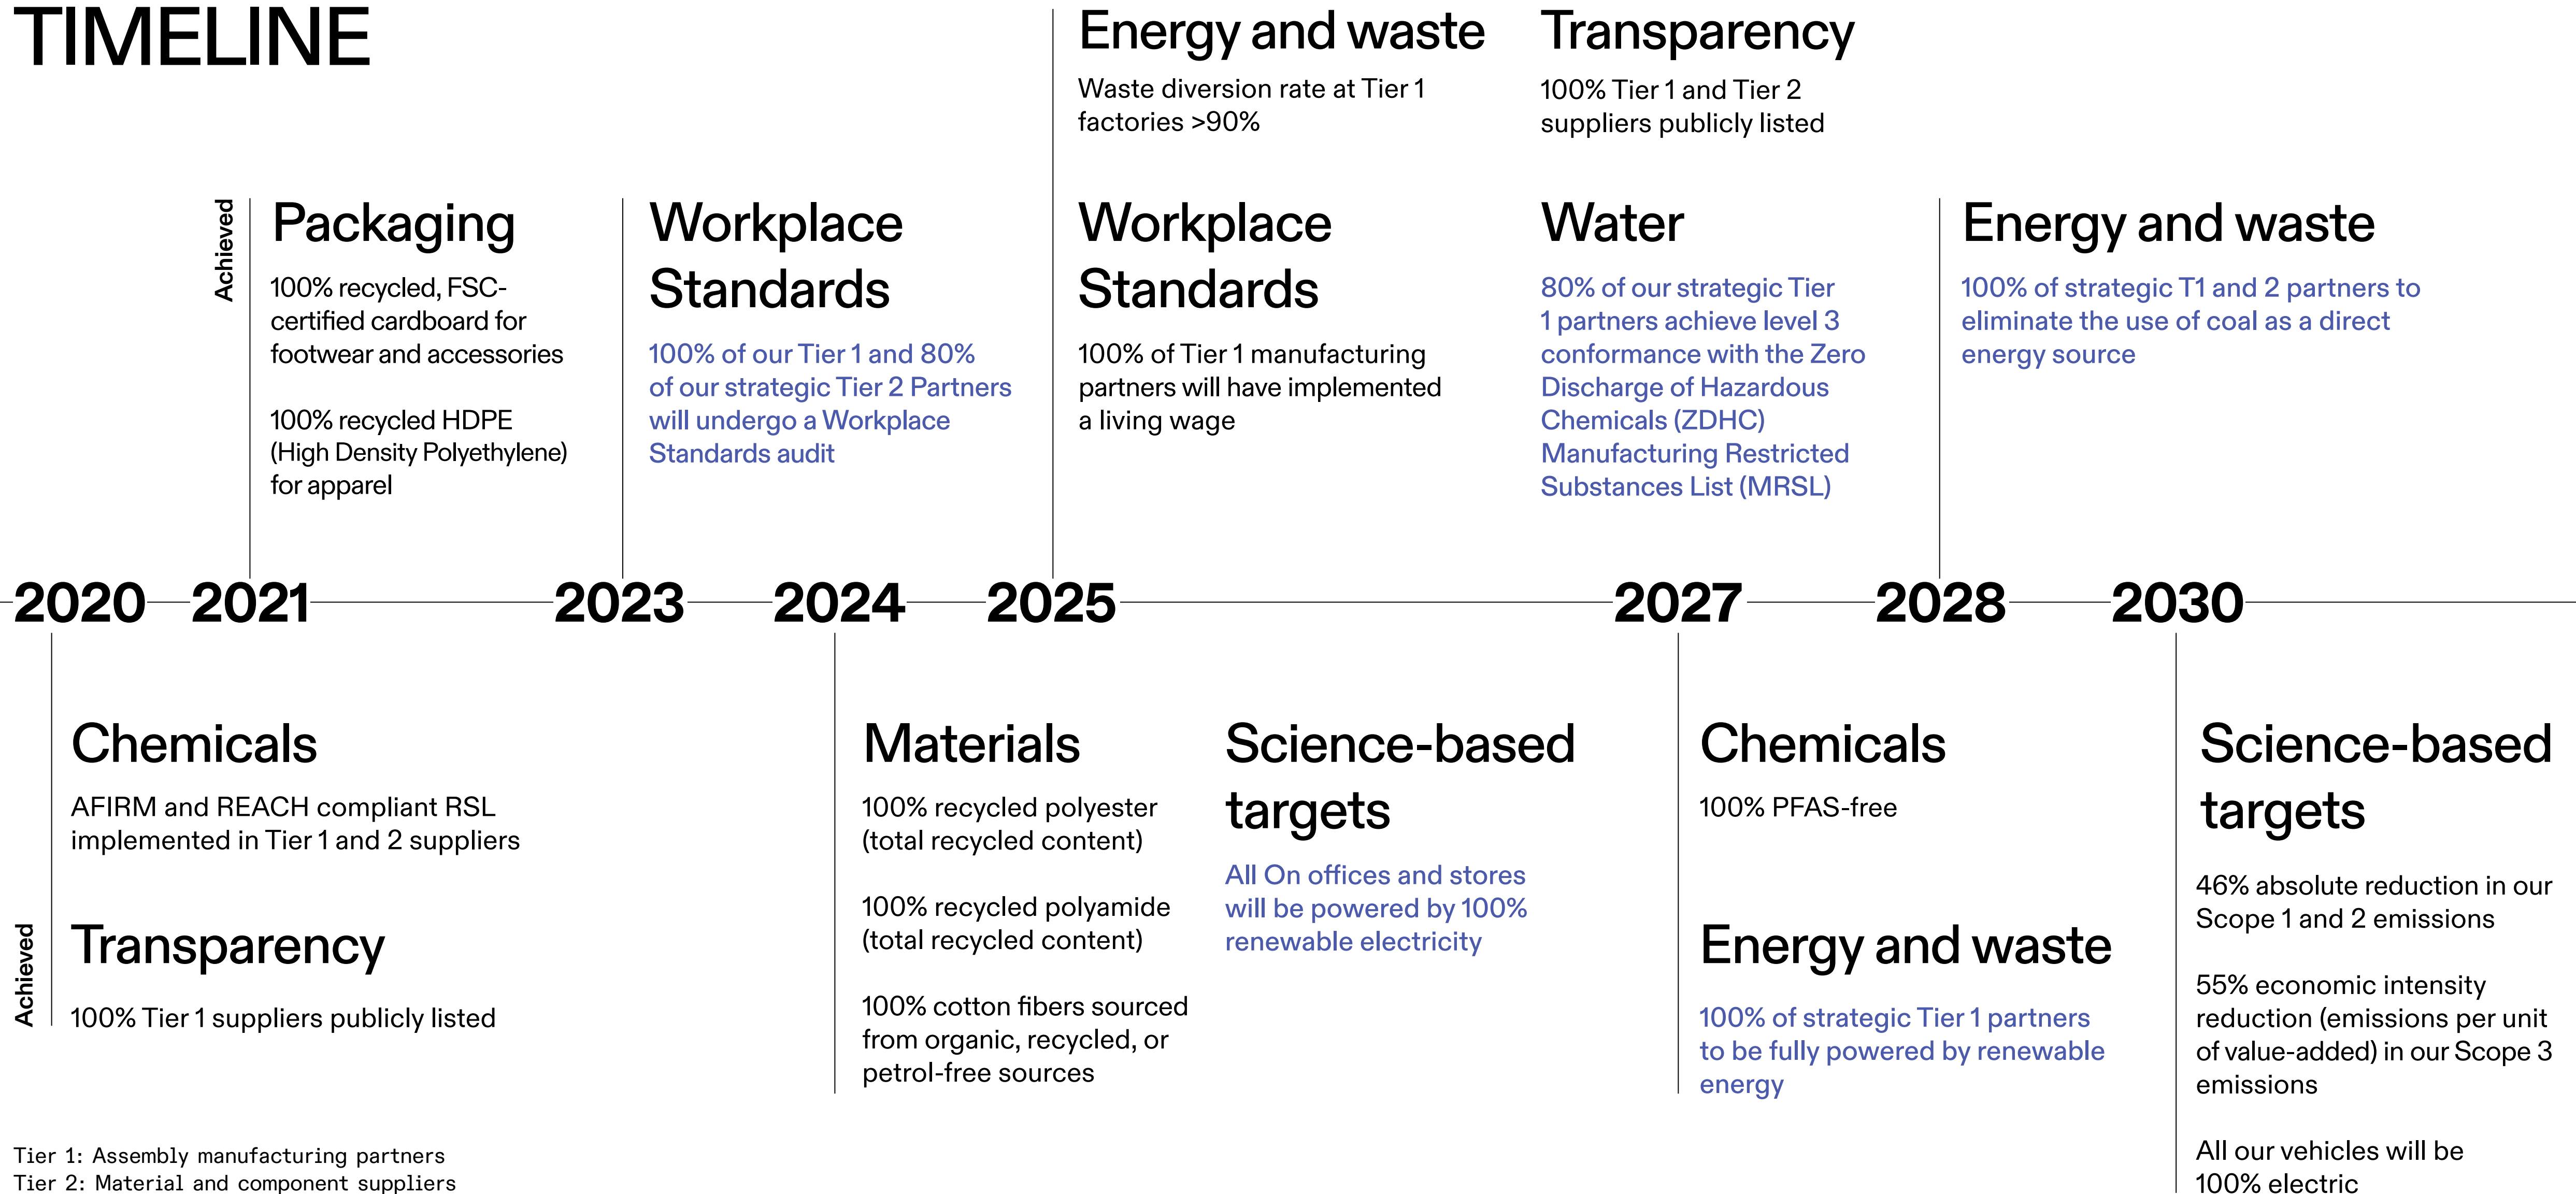 TIMELINE
Energy and waste
Waste diversion rate at Tier 1
factories >90%
Transparency
100% Tier 1 and Tier 2
suppliers publicly listed
Achieved
Packaging
100% recycled, FSC-
certified cardboard for
footwear and accessories
100% recycled HDPE
(High Density Polyethylene)
for apparel
Workplace
Standards
100% of our Tier 1 and 80%
of our strategic Tier 2 Partners
will undergo a Workplace
Standards audit
Workplace
Standards
100% of Tier 1 manufacturing
partners will have implemented
a living wage
Water
80% of our strategic Tier
1 partners achieve level 3
conformance with the Zero
Discharge of Hazardous
Chemicals (ZDHC)
Manufacturing Restricted
Substances List (MRSL)
Energy and waste
100% of strategic T1 and 2 partners to
eliminate the use of coal as a direct
energy source
2020 2021 2023 2024 2025 2027 2028 2030
Chemicals
AFIRM and REACH compliant RSL
implemented in Tier 1 and 2 suppliers
Achieved
Transparency
100% Tier 1 suppliers publicly listed
Materials
100% recycled polyester
(total recycled content)
100% recycled polyamide
(total recycled content)
100% cotton fibers sourced
from organic, recycled, or
petrol-free sources
Science-based
targets
All On offices and stores
will be powered by 100%
renewable electricity
Chemicals
100% PFAS-free
Energy and waste
100% of strategic Tier 1 partners
to be fully powered by renewable
energy
Science-based
targets
46% absolute reduction in our
Scope 1 and 2 emissions
55% economic intensity
reduction (emissions per unit
of value-added) in our Scope 3
emissions
All our vehicles will be
100% electric
Tier 1: Assembly manufacturing partners
Tier 2: Material and component suppliers